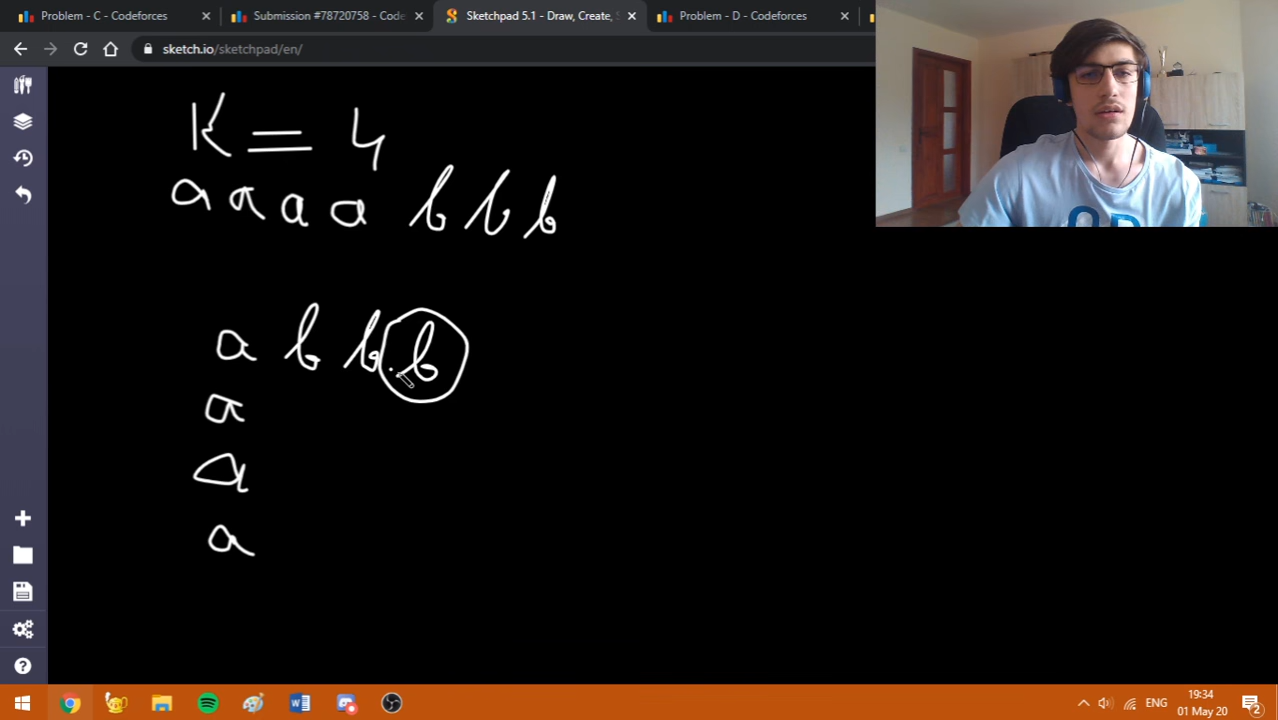 Problem - C - Codeforces
Submission #78720758 - Code
Sketchpad 5.1 - Draw, Create,
Problem - D - Codeforces
sketch.io/sketchpad/en/
K = 4
a a a a b b b
a b b b
a
a
a
ENG
19:34
01 May 20
2